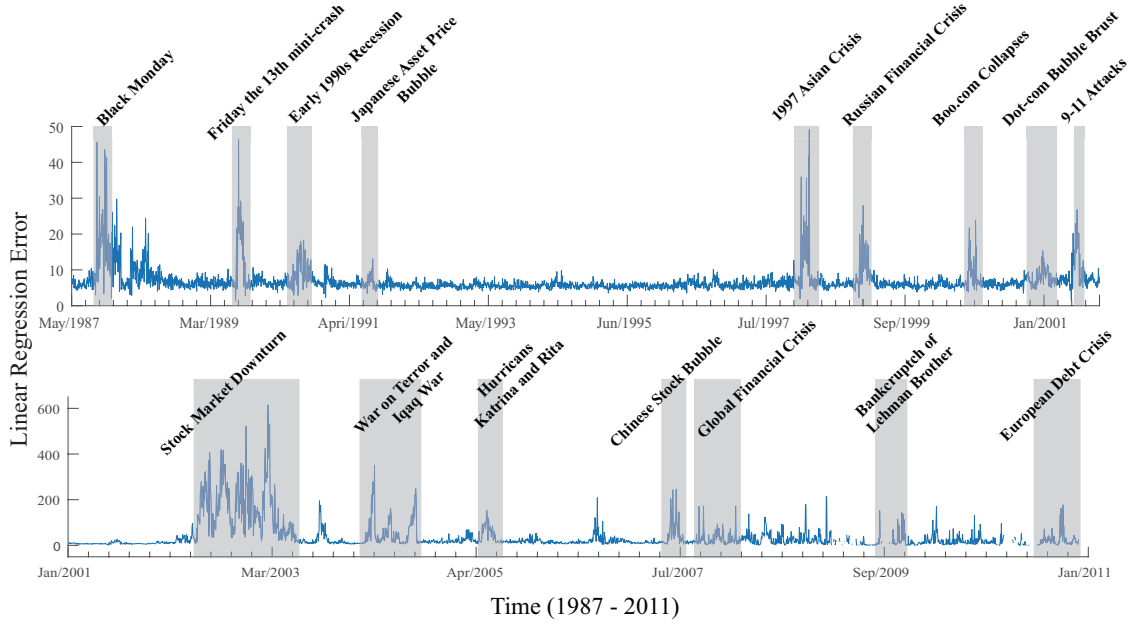 Black Monday
Friday the 13th mini-crash
Early 1990s Recession
Japanese Asset Price
Bubble
1997 Asian Crisis
Russian Financial Crisis
Boo.com Collapses
Dot-com Bubble Brust
9-11 Attacks
50
40
30
20
10
0
May/1987
Mar/1989
April/1991
May/1993
Jun/1995
Jul/1997
Sep/1999
Jan/2001
Linear Regression Error
Stock Market Downturn
War on Terror and
Iqaq War
Hurricans
Katrina and Rita
Chinese Stock Bubble
Global Financial Crisis
Bankcruptch of
Lehman Brother
European Debt Crisis
600
400
200
0
Jan/2001
Mar/2003
Apr/2005
Jul/2007
Sep/2009
Jan/2011
Time (1987 - 2011)